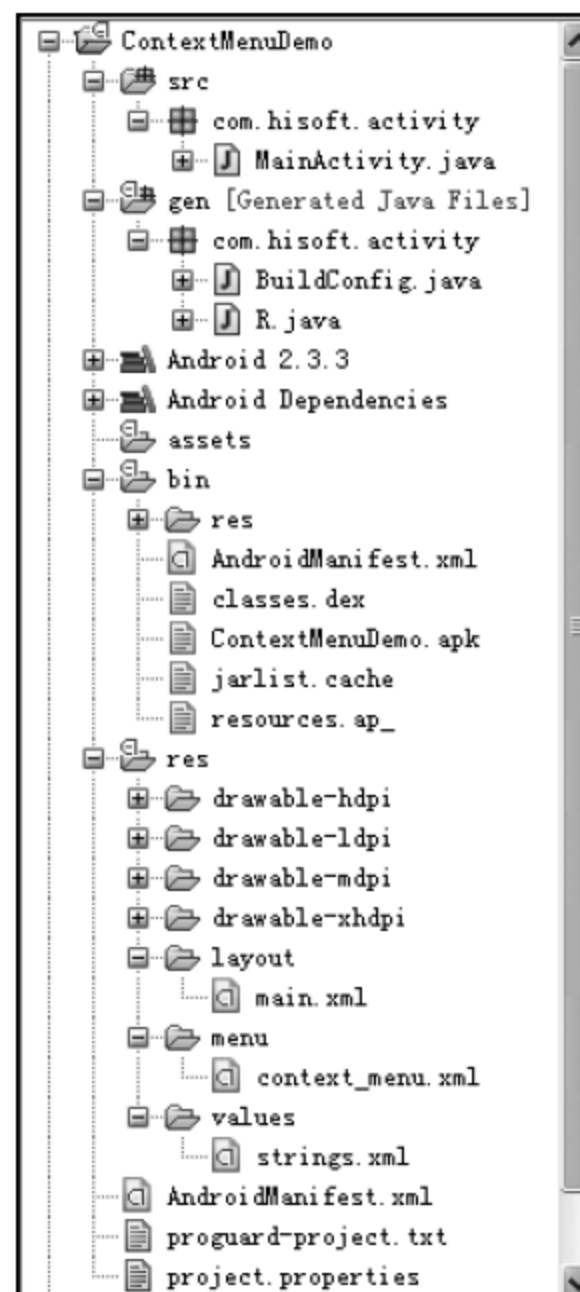 ContextMenuDemo
src
com.hisoft.activity
MainActivity.java
gen [Generated Java Files]
com.hisoft.activity
BuildConfig.java
R.java
Android 2.3.3
Android Dependencies
assets
bin
res
AndroidManifest.xml
classes.dex
ContextMenuDemo.apk
jarlist.cache
resources.ap_
res
drawable-hdpi
drawable-ldpi
drawable-mdpi
drawable-xhdpi
layout
main.xml
menu
context_menu.xml
values
strings.xml
AndroidManifest.xml
proguard-project.txt
project.properties